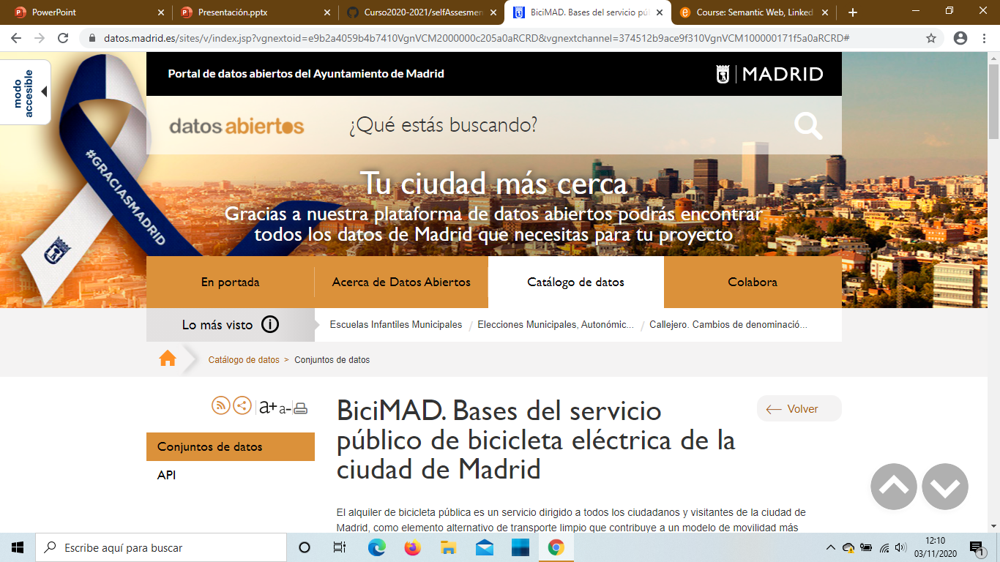 PowerPoint
Presentación.pptx
Curso2020-2021/selfAssesmen
BiciMAD. Bases del servicio pú
Course: Semantic Web, Linked
datos.madrid.es/sites/v/index.jsp?vgnextoid=e9b2a4059b4b7410VgnVCM2000000c205a0aRCRD&vgnextchannel=374512b9ace9f310VgnVCM100000171f5a0aRCRD#
modo accesible
Portal de datos abiertos del Ayuntamiento de Madrid
MADRID
datos abiertos
¿Qué estás buscando?
#GRACIASMADRID
Tu ciudad más cerca
Gracias a nuestra plataforma de datos abiertos podrás encontrar
todos los datos de Madrid que necesitas para tu proyecto
En portada
Acerca de Datos Abiertos
Catálogo de datos
Colabora
Lo más visto
Escuelas Infantiles Municipales / Elecciones Municipales, Autonómic... / Callejero. Cambios de denominació...
Catálogo de datos > Conjuntos de datos
a+ a-
Conjuntos de datos
API
BiciMAD. Bases del servicio
público de bicicleta eléctrica de la
ciudad de Madrid
Volver
El alquiler de bicicleta pública es un servicio dirigido a todos los ciudadanos y visitantes de la ciudad de
Madrid, como elemento alternativo de transporte limpio que contribuye a un modelo de movilidad más
Escribe aquí para buscar
12:10
03/11/2020
1